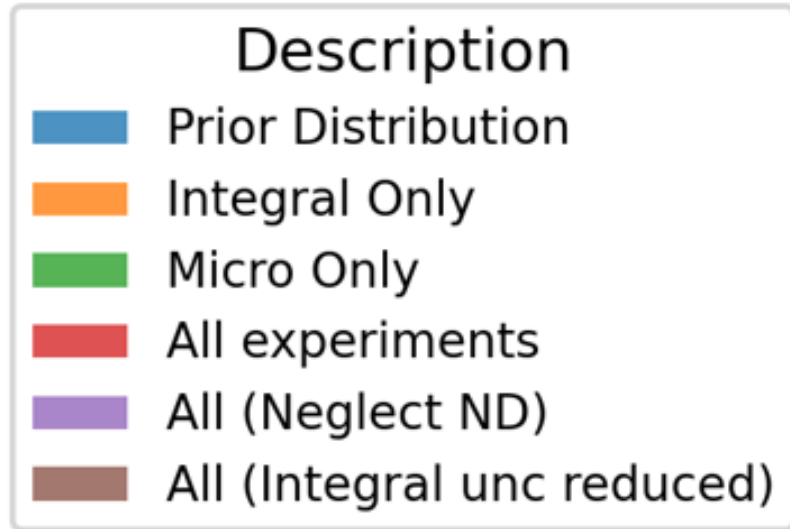 Description
Prior Distribution
Integral Only
Micro Only
All experiments
All (Neglect ND)
All (Integral unc reduced)